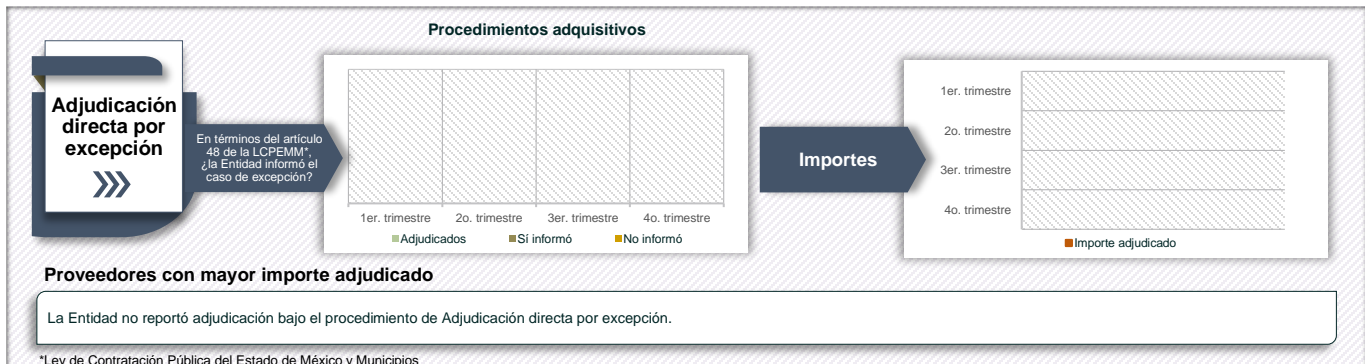 Procedimientos adquisitivos
Adjudicación
directa por
excepción
En términos del artículo
48 de la LCPEMM*,
¿la Entidad informó el
caso de excepción?
1er. trimestre 2o. trimestre 3er. trimestre 4o. trimestre
Adjudicados Sí informó No informó
Importes
1er. trimestre
2o. trimestre
3er. trimestre
4o. trimestre
Importe adjudicado
Proveedores con mayor importe adjudicado
La Entidad no reportó adjudicación bajo el procedimiento de Adjudicación directa por excepción.
*Ley de Contratación Pública del Estado de México y Municipios